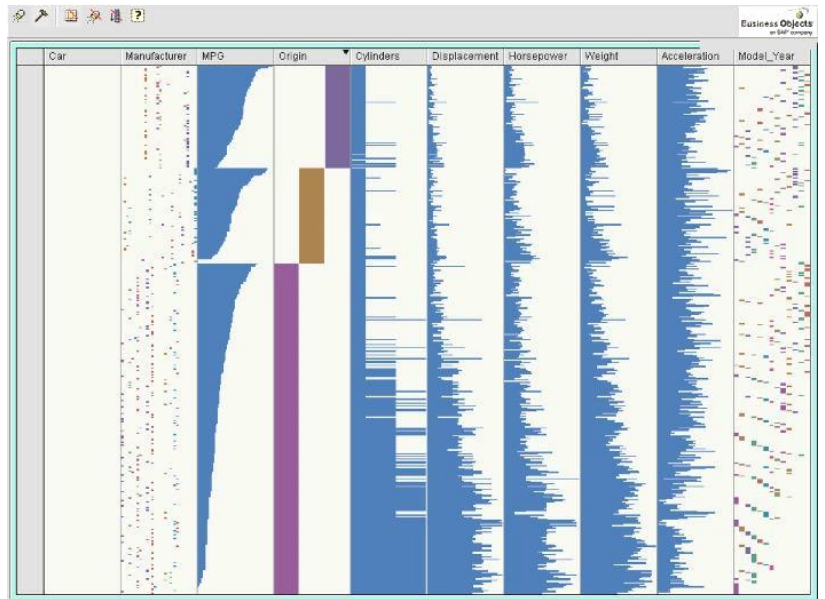 ?
Business Objects
an SAP company
Car Manufacturer MPG Origin Cylinders Displacement Horsepower Weight Acceleration Model_Year